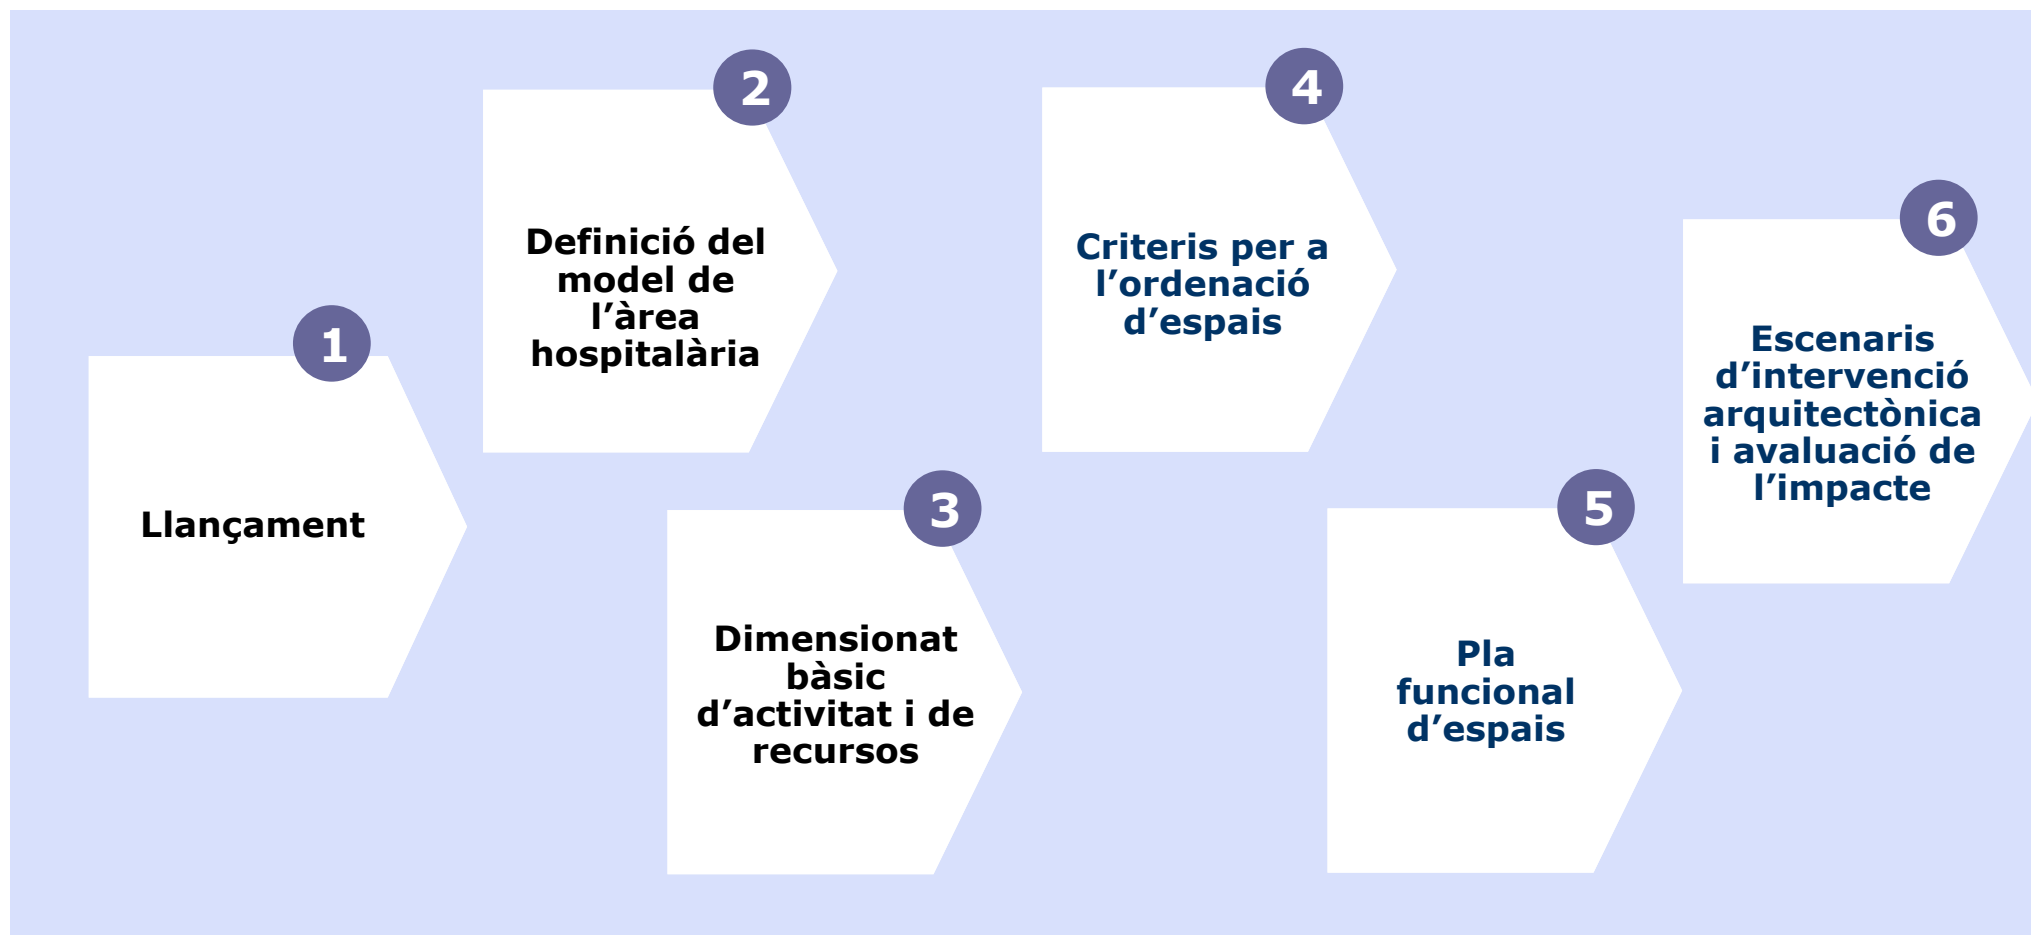 1
Llançament
2
Definició del
model de
l’àrea
hospitalària
3
Dimensionat
bàsic
d’activitat i de
recursos
4
Criteris per a
l’ordenació
d’espais
5
Pla
funcional
d’espais
6
Escenaris
d’intervenció
arquitectònica
i avaluació de
l’impacte